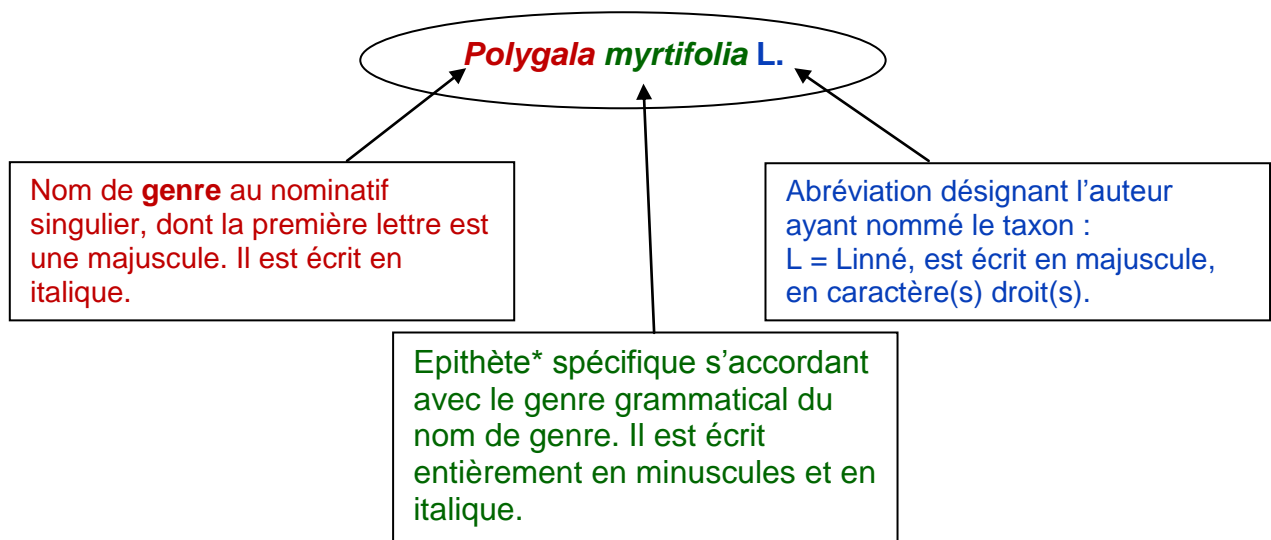 Polygala myrtifolia L.
Nom de genre au nominatif
singulier, dont la première lettre est
une majuscule. Il est écrit en
italique.
Abréviation désignant l'auteur
ayant nommé le taxon :
L = Linné, est écrit en majuscule,
en caractère(s) droit(s).
Epithète* spécifique s'accordant
avec le genre grammatical du
nom de genre. Il est écrit
entièrement en minuscules et en
italique.